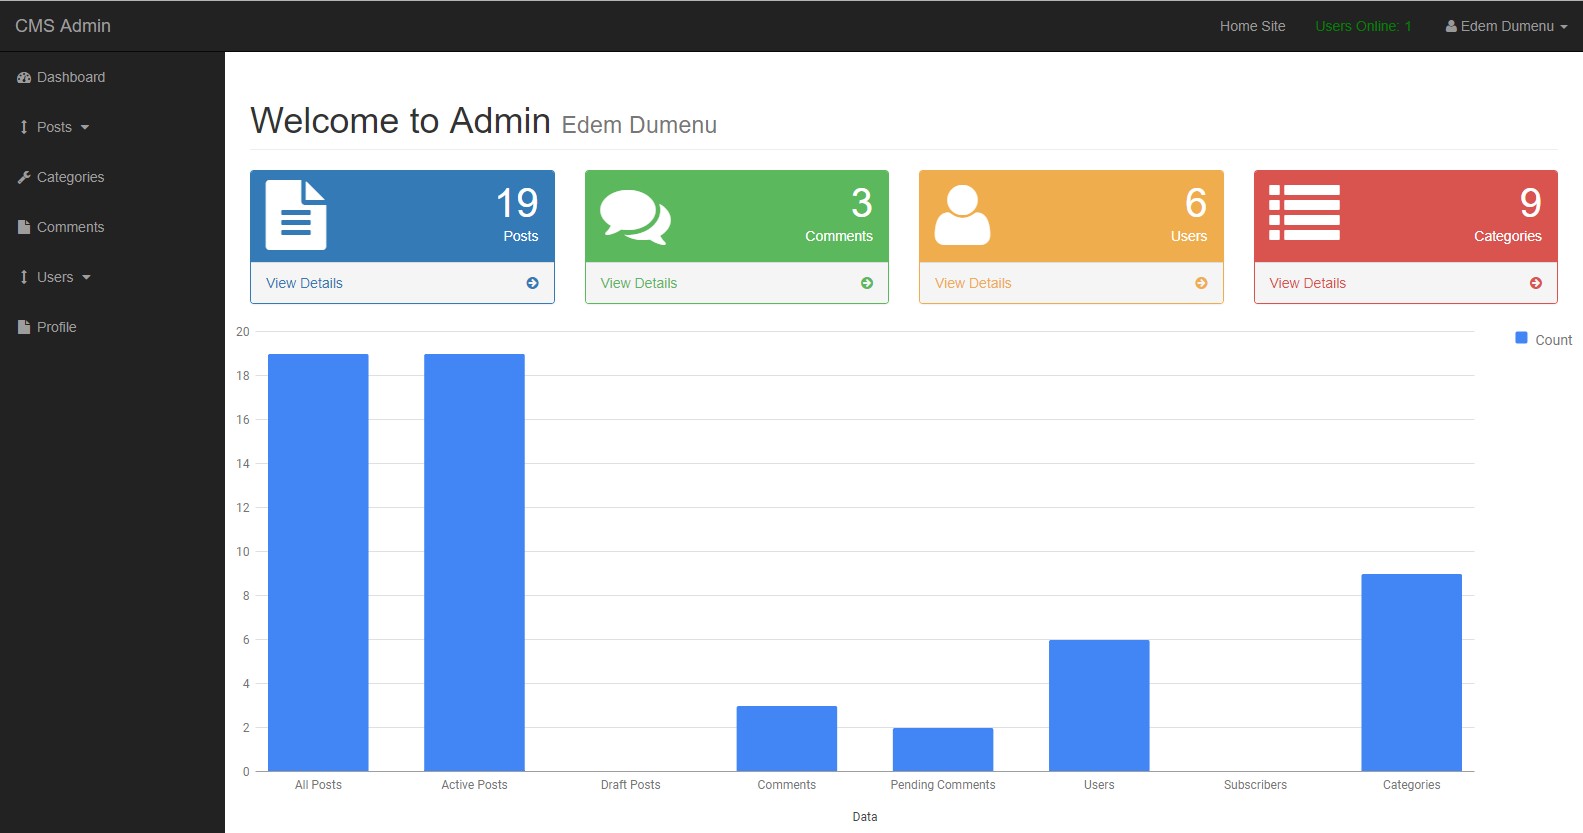 CMS Admin
Home Site
Users Online: 1
Edem Dumenu
Dashboard
Posts
Categories
Comments
Users
Profile
Welcome to Admin Edem Dumenu
19
Posts
View Details
3
Comments
View Details
6
Users
View Details
9
Categories
View Details
20
18
16
14
12
10
8
6
4
2
0
Count
All Posts
Active Posts
Draft Posts
Comments
Pending Comments
Users
Subscribers
Categories
Data